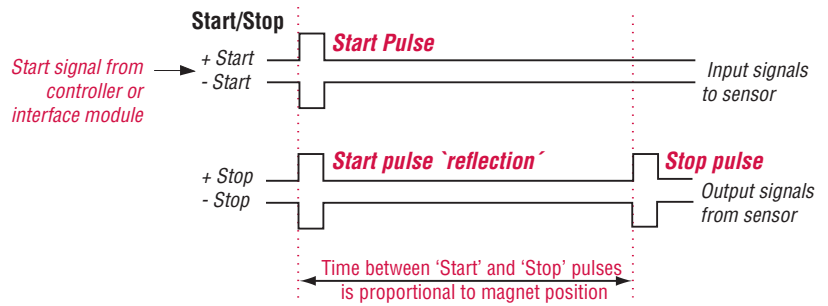 Start/Stop
+ Start
- Start
Start Pulse
Start signal from
controller or
interface module
Input signals
to sensor
+ Stop
- Stop
Start pulse `reflection´
Stop pulse
Output signals
from sensor
Time between ‘Start’ and ‘Stop’ pulses
is proportional to magnet position